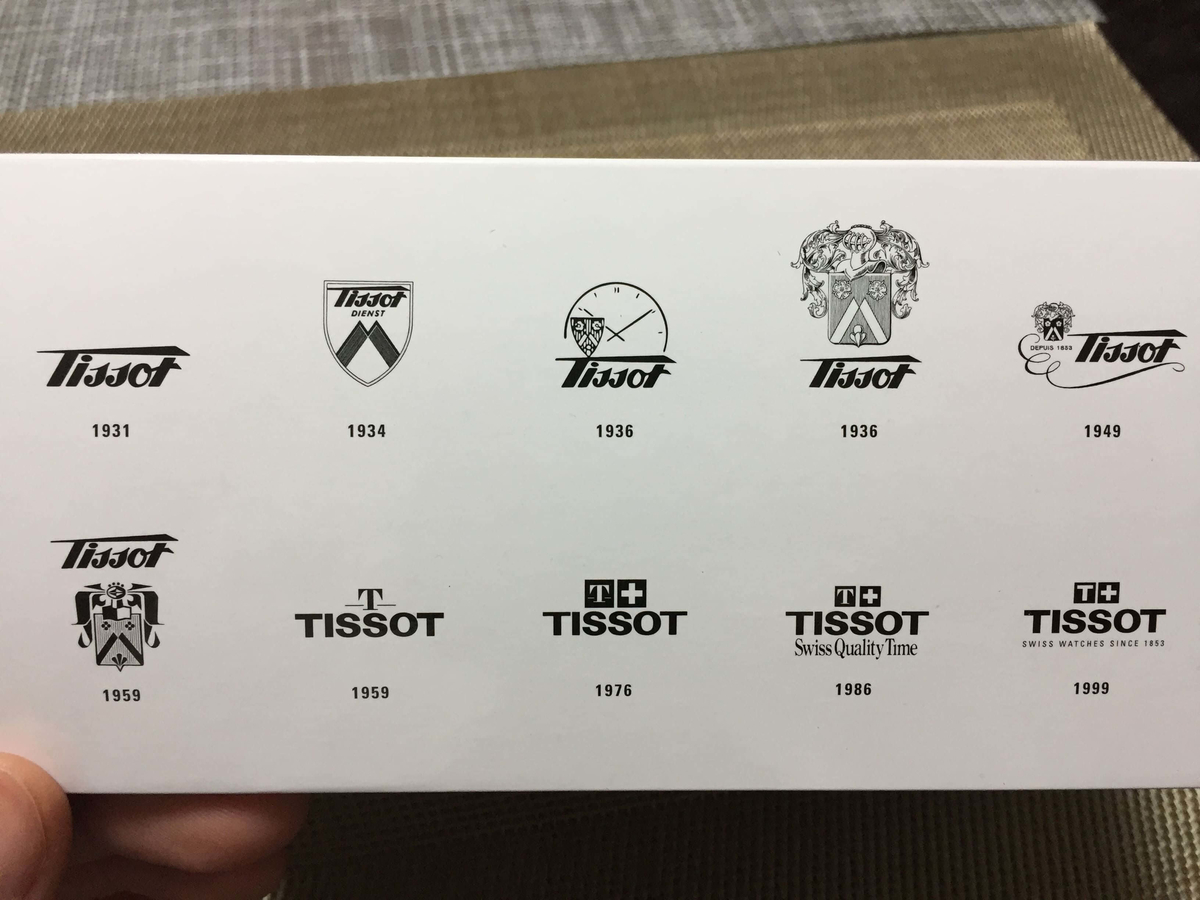 Tissot
1931
Tissot
DIENST
1934
Tissot
1936
Tissot
1936
DEPUIS 1853
Tissot
1949
Tissot
1959
T
TISSOT
1959
T+
TISSOT
1976
T+
TISSOT
Swiss Quality Time
1986
T+
TISSOT
SWISS WATCHES SINCE 1853
1999